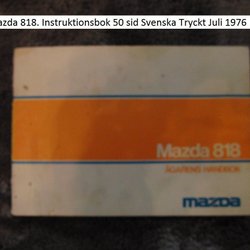 azda 818. Instruktionsbok 50 sid Svenska Tryckt Juli 1976
Mazda 818
ÄGARENS HANDBOK
mazda